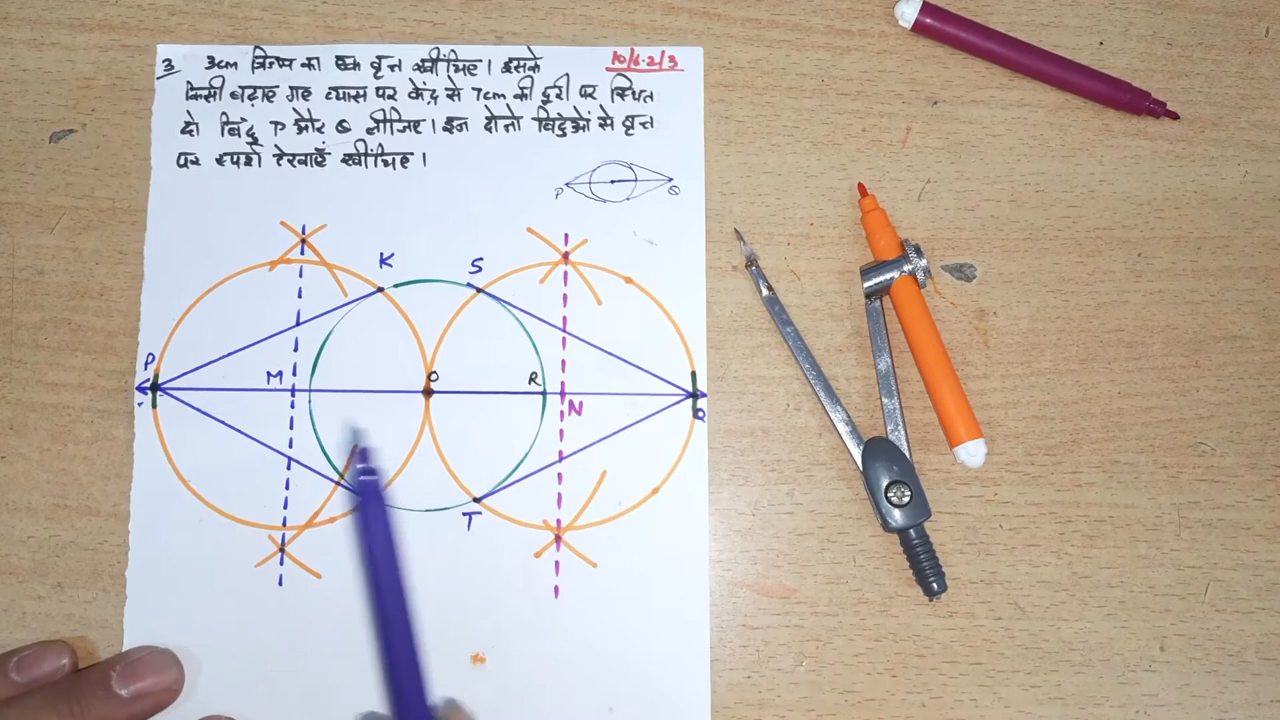 3 3cm त्रिज्या का एक वृत्त खींचिए। इसके 10/6.2/3
किसी बढ़ाए गए व्यास पर केंद्र से 7cm की दूरी पर स्थित
दो बिंदु P और Q लीजिए। इन दोनो बिंदुओं से वृत्त
पर स्पर्श रेखाएँ खींचिए।
P Q
K S
P M O R N Q
T